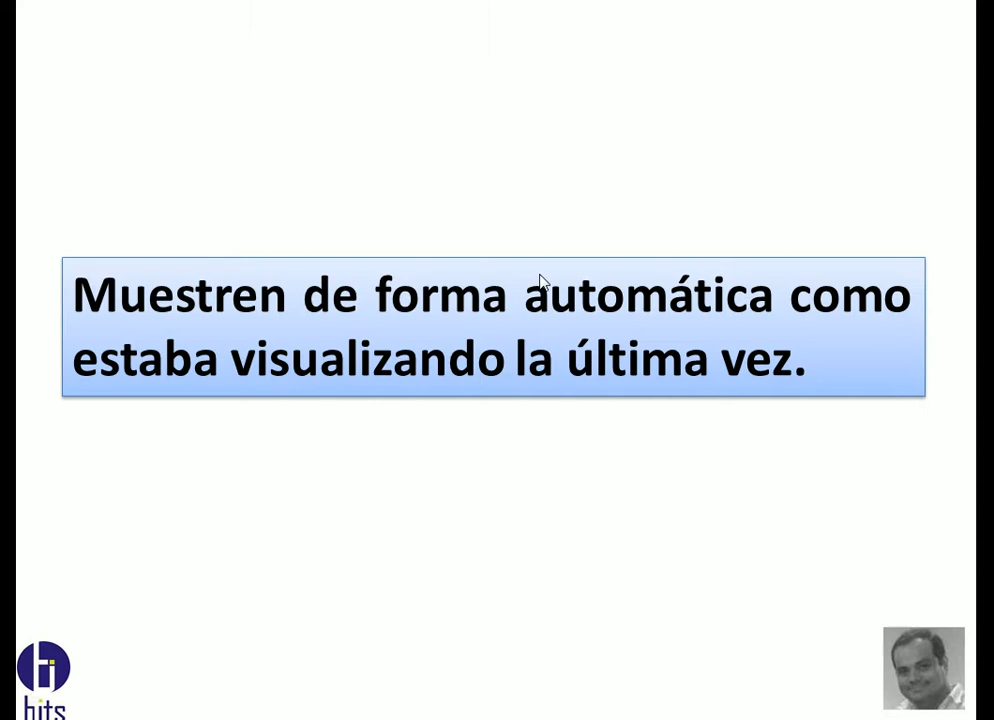 Muestren de forma automática como
estaba visualizando la última vez.
hits